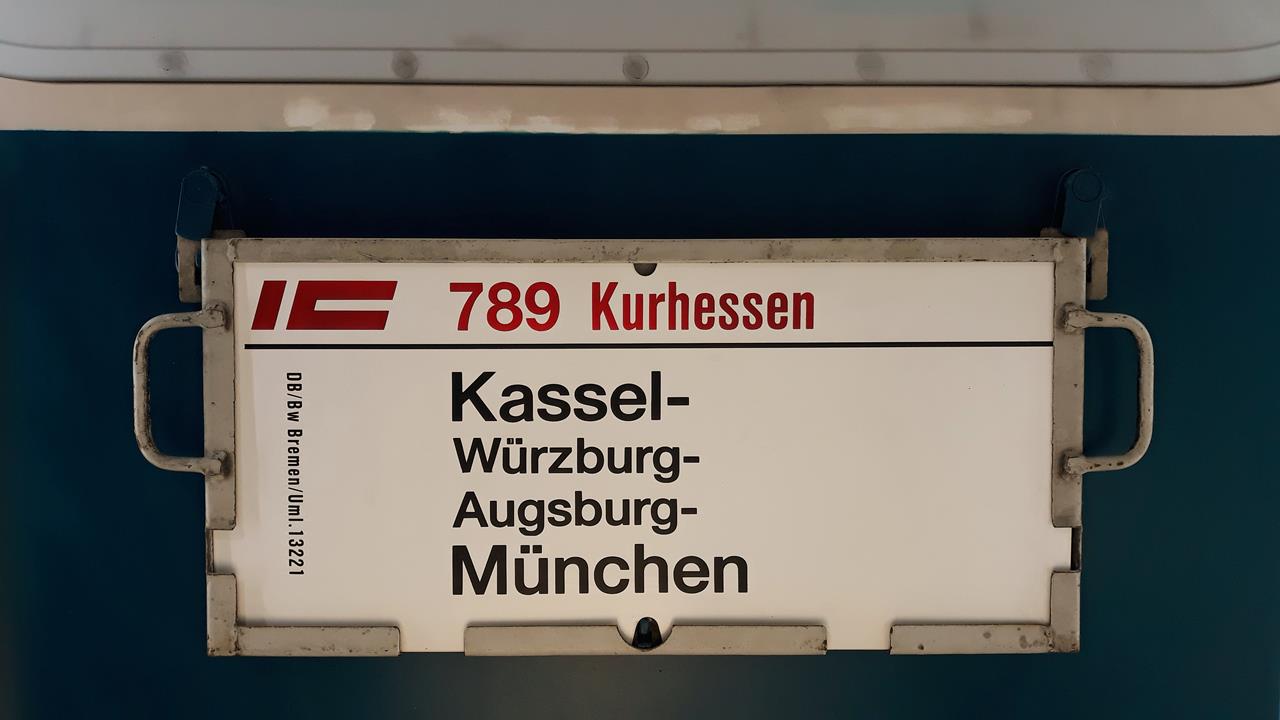 IC 789 Kurhessen
Kassel-
Würzburg-
Augsburg-
München
DB/Bw Bremen/Uml.13221